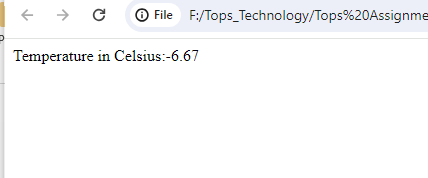 File F:/Tops_Technology/Tops%20Assignme
Temperature in Celsius:-6.67